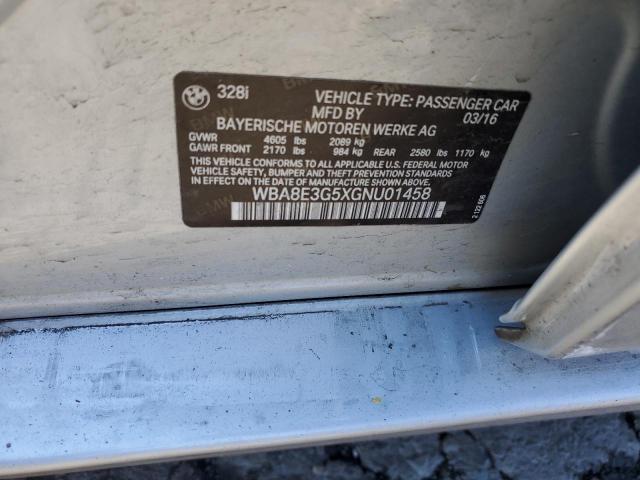 328i
VEHICLE TYPE: PASSENGER CAR
MFD BY 03/16
BAYERISCHE MOTOREN WERKE AG
GVWR 4605 lbs 2089 kg
GAWR FRONT 2170 lbs 984 kg REAR 2580 lbs 1170 kg
THIS VEHICLE CONFORMS TO ALL APPLICABLE U.S. FEDERAL MOTOR
VEHICLE SAFETY, BUMPER AND THEFT PREVENTION STANDARDS
IN EFFECT ON THE DATE OF MANUFACTURE SHOWN ABOVE.
WBA8E3G5XGNU01458